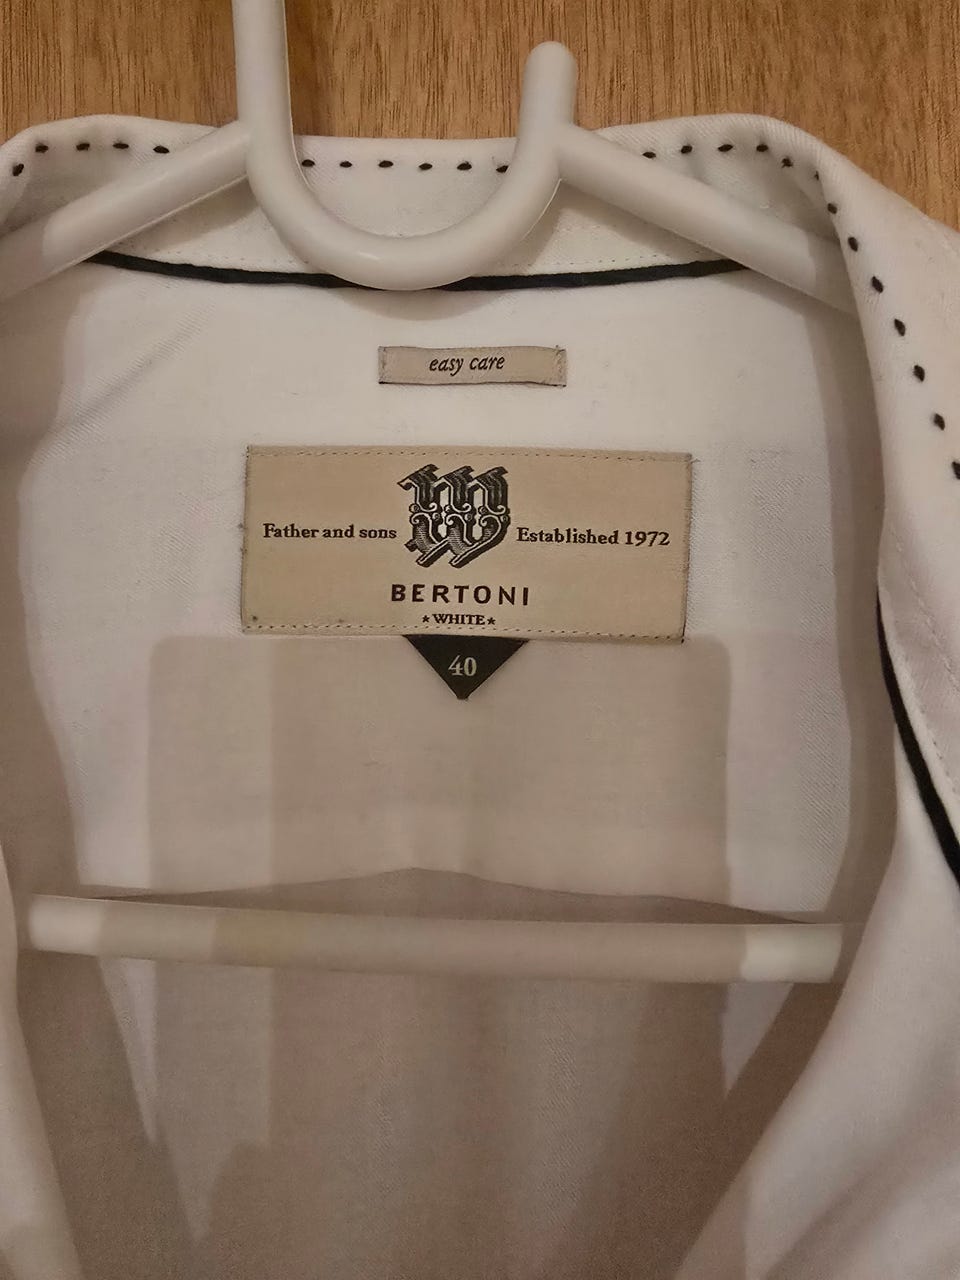 easy care
W
Father and sons Established 1972
BERTONI
★ WHITE ★
40